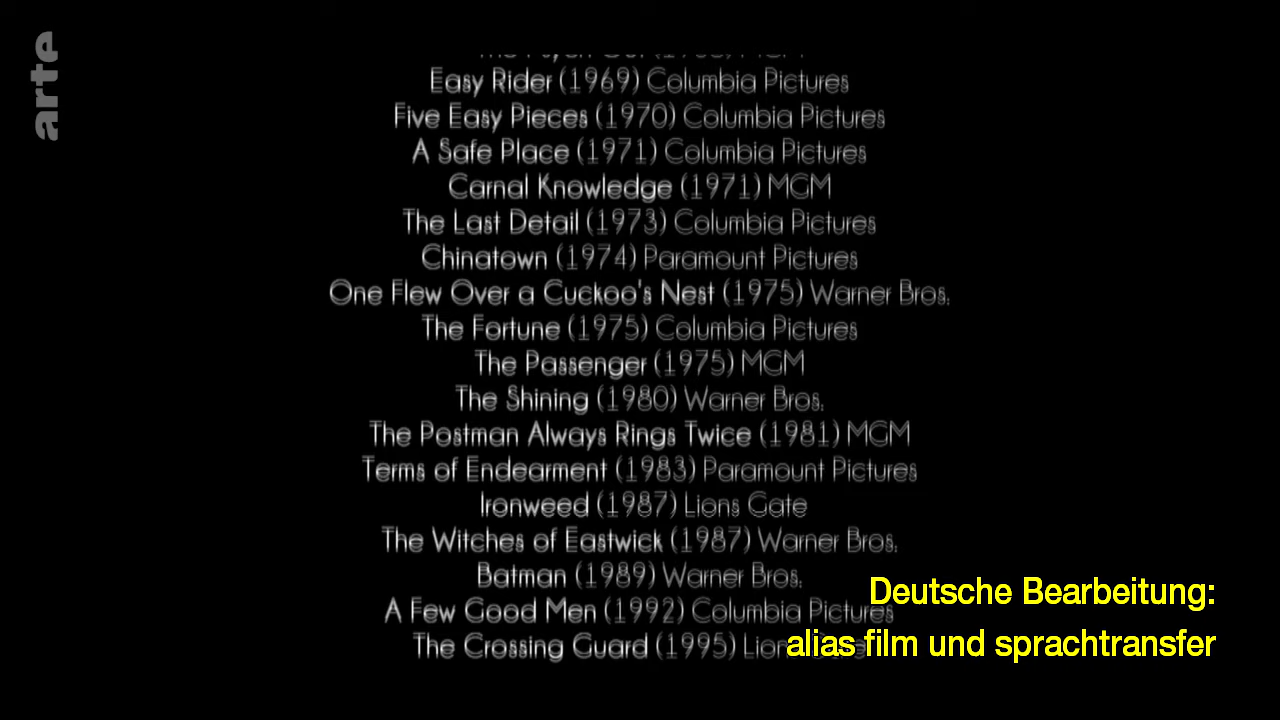 arte
Easy Rider (1969) Columbia Pictures
Five Easy Pieces (1970) Columbia Pictures
A Safe Place (1971) Columbia Pictures
Carnal Knowledge (1971) MGM
The Last Detail (1973) Columbia Pictures
Chinatown (1974) Paramount Pictures
One Flew Over a Cuckoo's Nest (1975) Warner Bros.
The Fortune (1975) Columbia Pictures
The Passenger (1975) MGM
The Shining (1980) Warner Bros.
The Postman Always Rings Twice (1981) MGM
Terms of Endearment (1983) Paramount Pictures
Ironweed (1987) Lions Gate
The Witches of Eastwick (1987) Warner Bros.
Batman (1989) Warner Bros.
A Few Good Men (1992) Columbia Pictures
The Crossing Guard (1995)
Deutsche Bearbeitung:
alias film und sprachtransfer